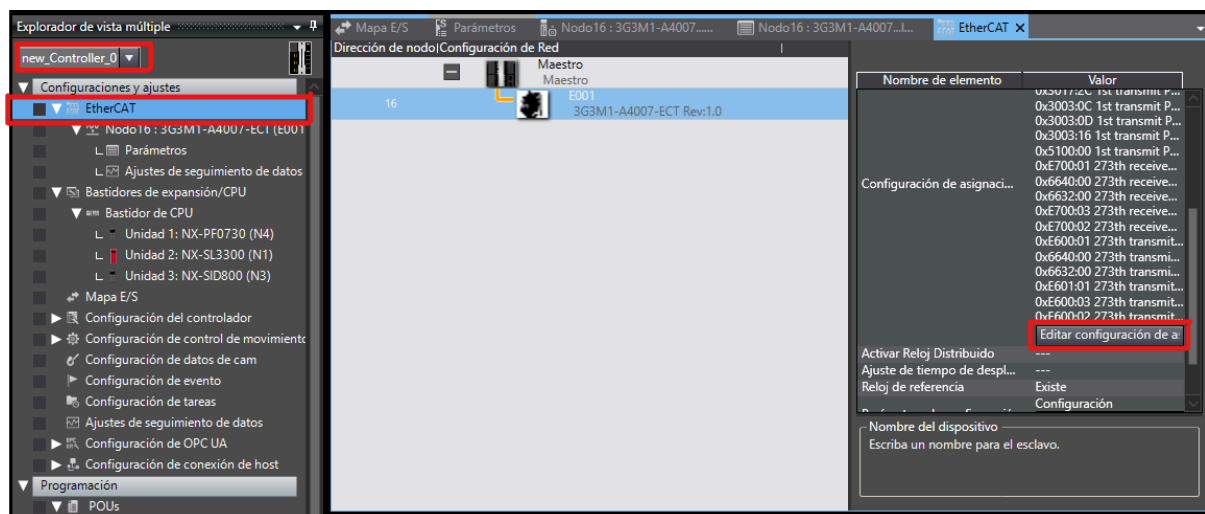 Explorador de vista múltiple
new_Controller_0
Configuraciones y ajustes
EtherCAT
Nodo16 : 3G3M1-A4007-ECT (E001
Parámetros
Ajustes de seguimiento de datos
Bastidores de expansión/CPU
Bastidor de CPU
Unidad 1: NX-PF0730 (N4)
Unidad 2: NX-SL3300 (N1)
Unidad 3: NX-SID800 (N3)
Mapa E/S
Configuración del controlador
Configuración de control de movimiento
Configuración de datos de cam
Configuración de evento
Configuración de tareas
Ajustes de seguimiento de datos
Configuración de OPC UA
Configuración de conexión de host
Programación
POUs
Mapa E/S
Parámetros
Nodo16 : 3G3M1-A4007......
Nodo16 : 3G3M1-A4007...I...
EtherCAT
Dirección de nodo|Configuración de Red
Maestro
Maestro
16
E001
3G3M1-A4007-ECT Rev:1.0
Nombre de elemento
Valor
0x3017:2C 1st transmit P...
0x3003:0C 1st transmit P...
0x3003:0D 1st transmit P...
0x3003:16 1st transmit P...
0x5100:00 1st transmit P...
0xE700:01 273th receive...
Configuración de asignaci...
0x6640:00 273th receive...
0x6632:00 273th receive...
0xE700:03 273th receive...
0xE700:02 273th receive...
0xE600:01 273th transmit...
0x6640:00 273th transmi...
0x6632:00 273th transmi...
0xE601:01 273th transmit...
0xE600:03 273th transmit...
0xE600:02 273th transmit...
Editar configuración de a
Activar Reloj Distribuido
---
Ajuste de tiempo de despl...
---
Reloj de referencia
Existe
Configuración
Nombre del dispositivo
Escriba un nombre para el esclavo.